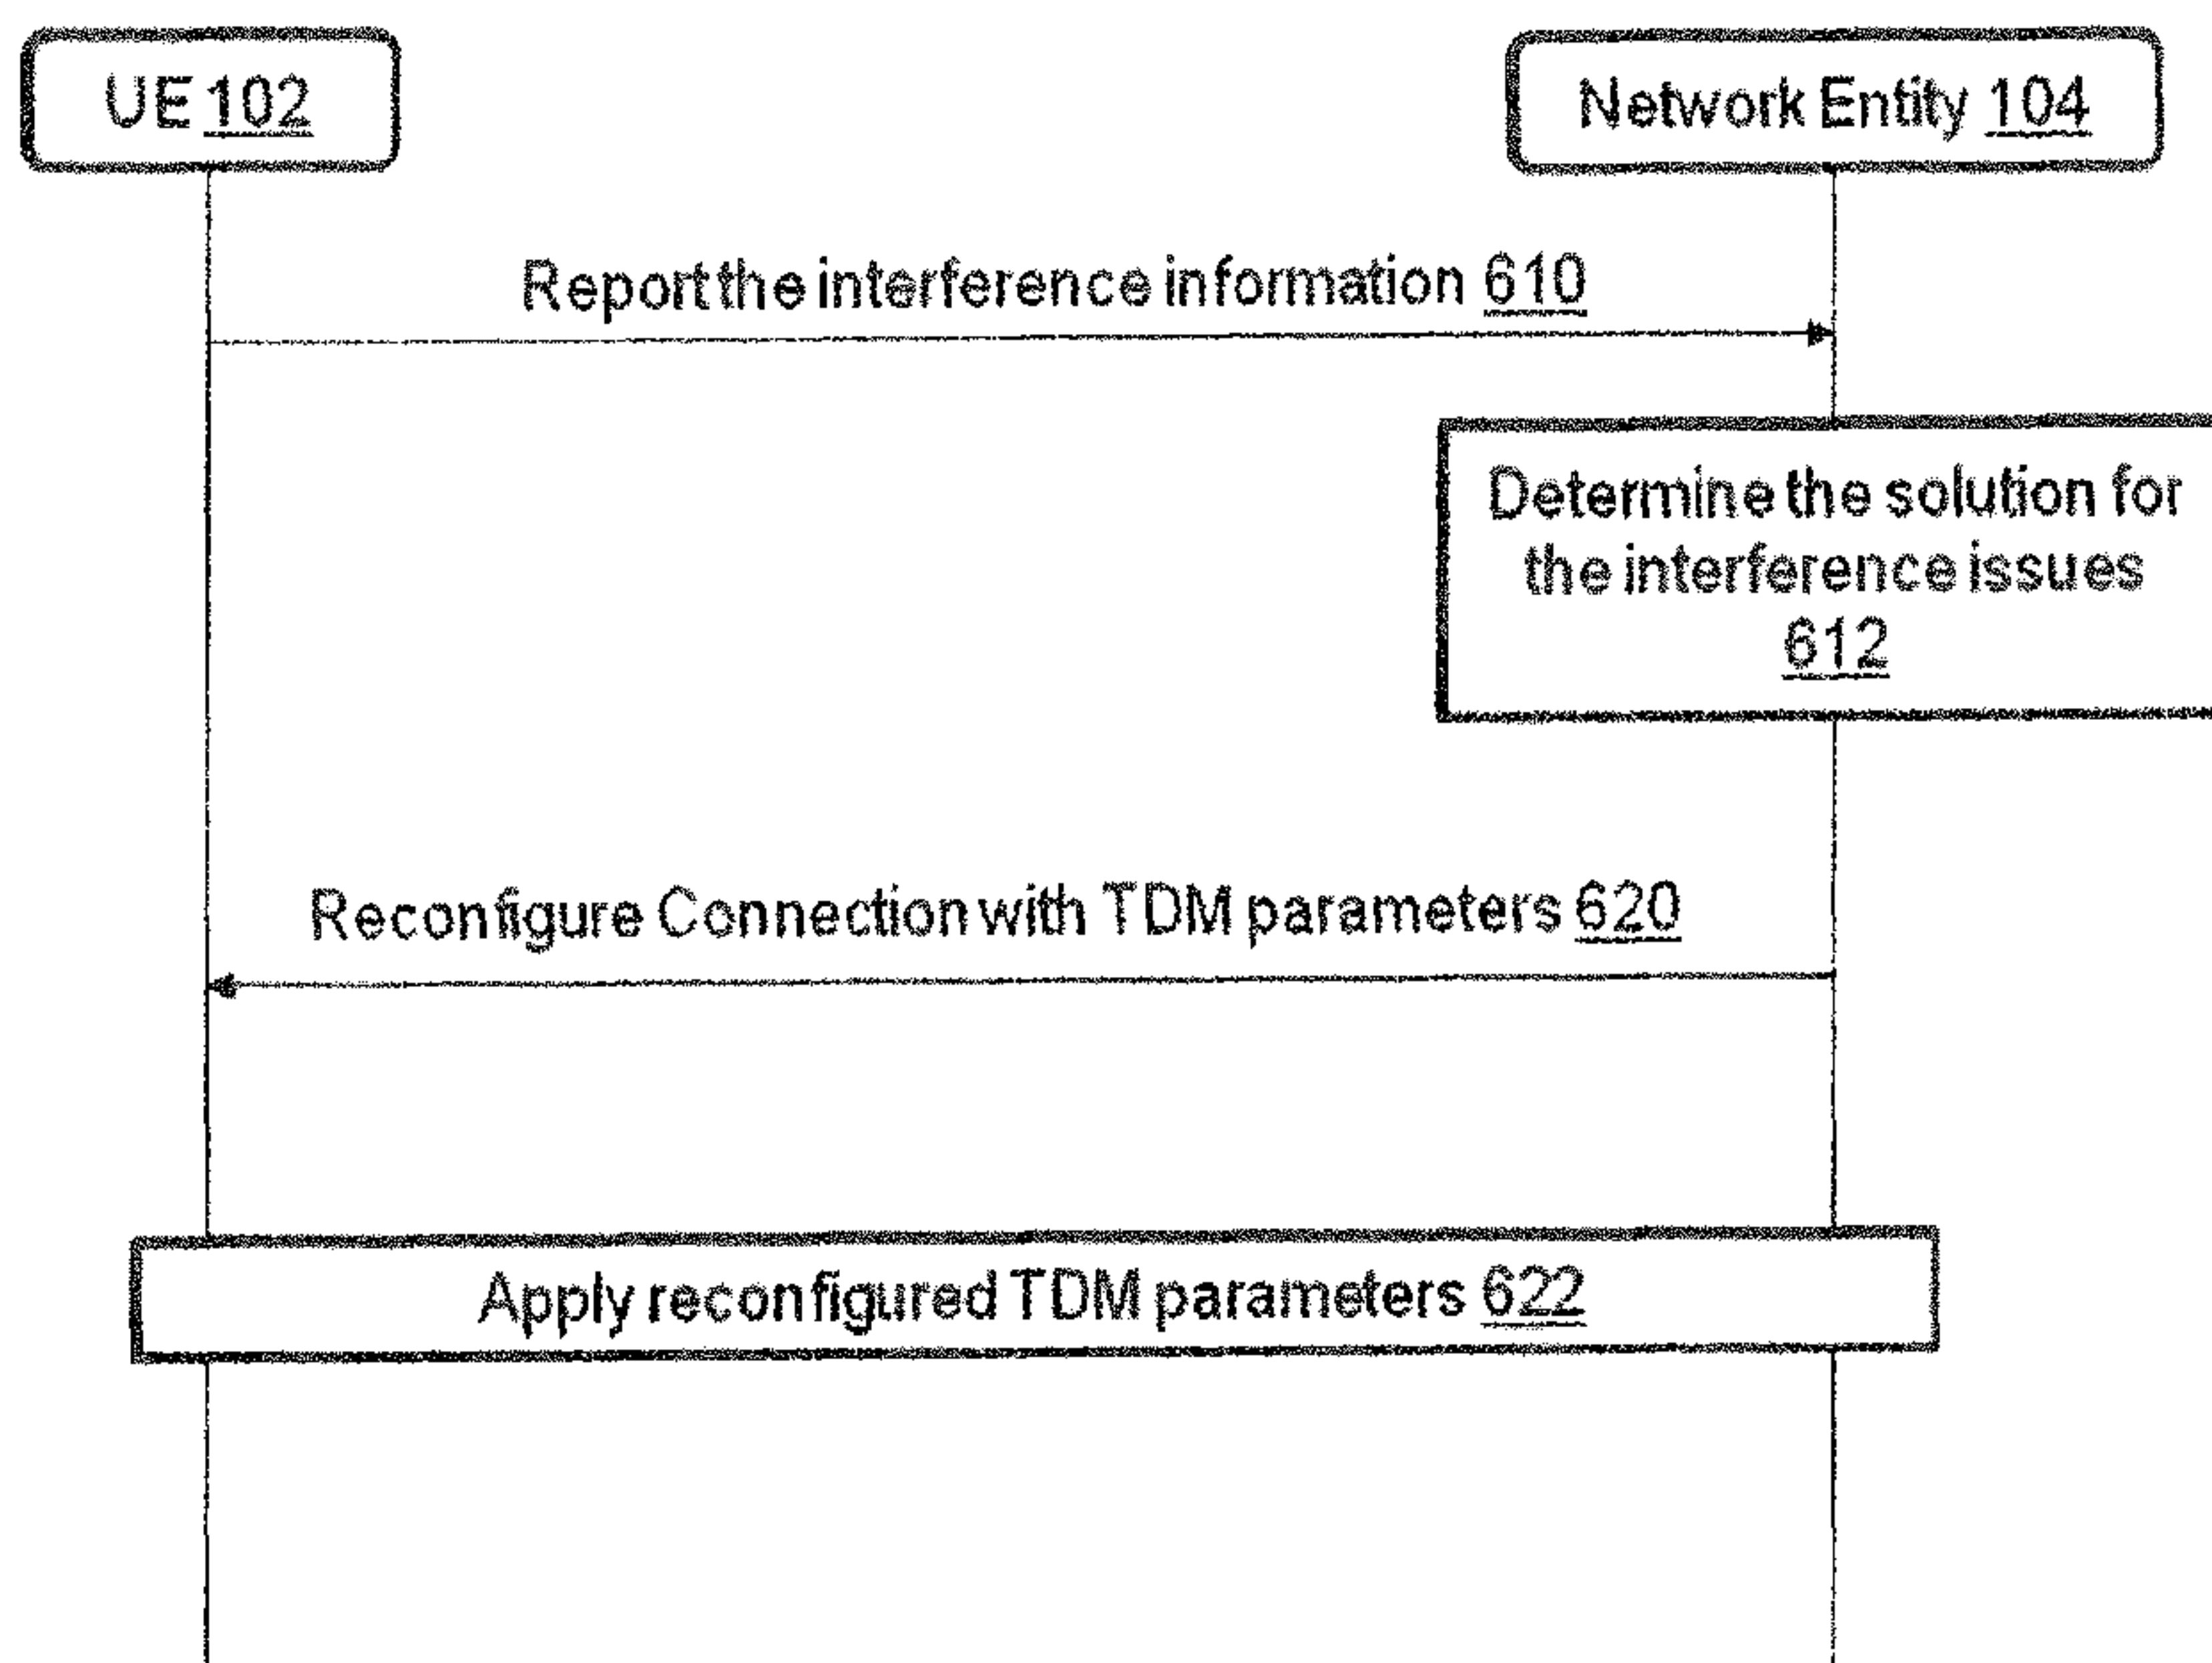 UE 102
Network Entity 104
Report the interference information 610
Determine the solution for
the interference issues
612
Reconfigure Connection with TDM parameters 620
Apply reconfigured TDM parameters 622